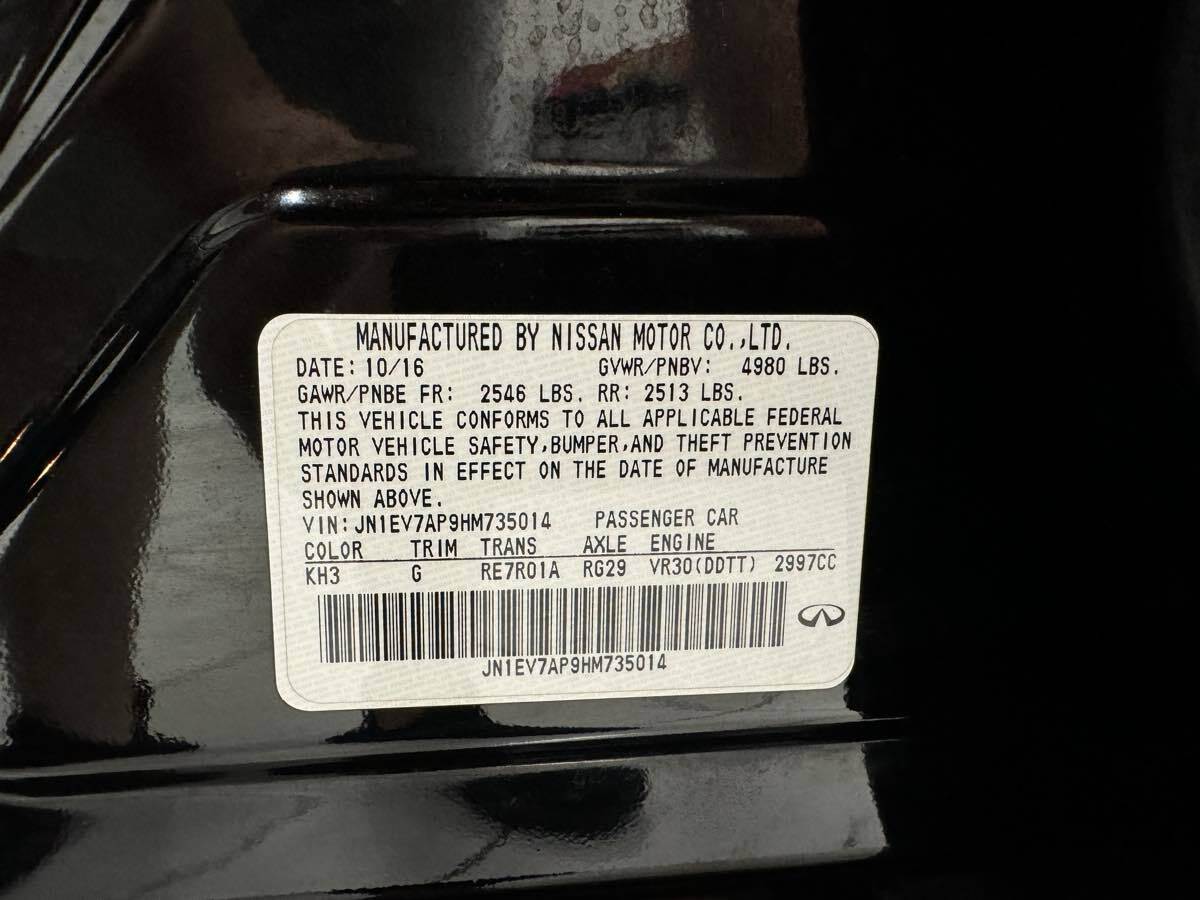 MANUFACTURED BY NISSAN MOTOR CO.,LTD.
DATE: 10/16 GVWR/PNBV: 4980 LBS.
GAWR/PNBE FR: 2546 LBS. RR: 2513 LBS.
THIS VEHICLE CONFORMS TO ALL APPLICABLE FEDERAL
MOTOR VEHICLE SAFETY,BUMPER,AND THEFT PREVENTION
STANDARDS IN EFFECT ON THE DATE OF MANUFACTURE
SHOWN ABOVE.
VIN: JN1EV7AP9HM735014 PASSENGER CAR
COLOR TRIM TRANS AXLE ENGINE
KH3 G RE7R01A RG29 VR30(DDTT) 2997CC
JN1EV7AP9HM735014